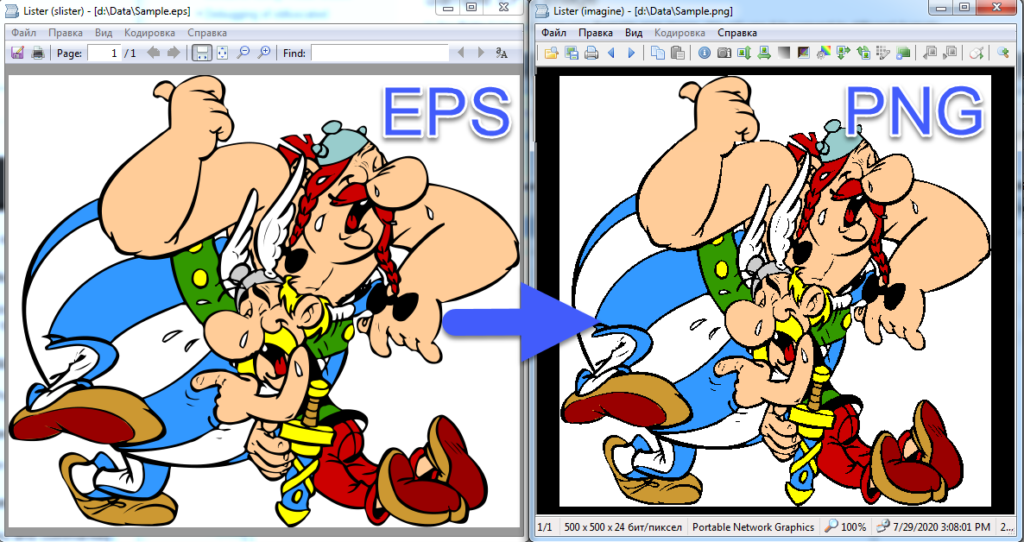 Lister (slister) - [d:\Data\Sample.eps]
Файл Правка Вид Кодировка Справка
Page: 1 / 1 Find: ªA
EPS
Lister (imagine) - [d:\Data\Sample.png]
Файл Правка Вид Кодировка Справка
PNG
1/1 500 x 500 x 24 бит/пиксел Portable Network Graphics 100% 7/29/2020 3:08:01 PM 2...